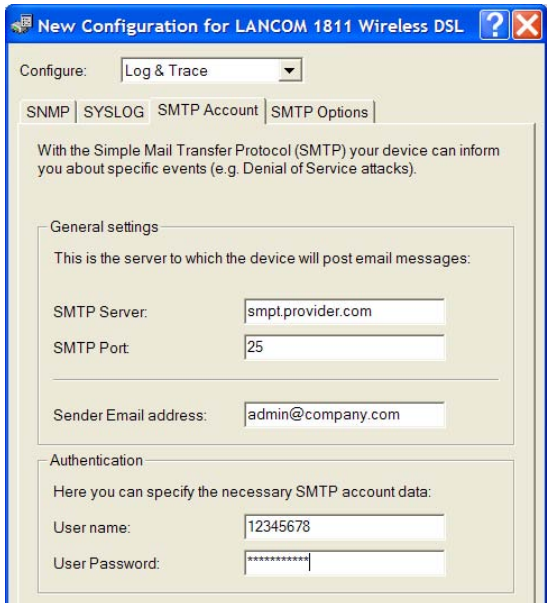 New Configuration for LANCOM 1811 Wireless DSL ?
Configure: Log & Trace
SNMP SYSLOG SMTP Account SMTP Options
With the Simple Mail Transfer Protocol (SMTP) your device can inform
you about specific events (e.g. Denial of Service attacks).
General settings
This is the server to which the device will post email messages:
SMTP Server: smpt.provider.com
SMTP Port: 25
Sender Email address: admin@company.com
Authentication
Here you can specify the necessary SMTP account data:
User name: 12345678
User Password: ***********